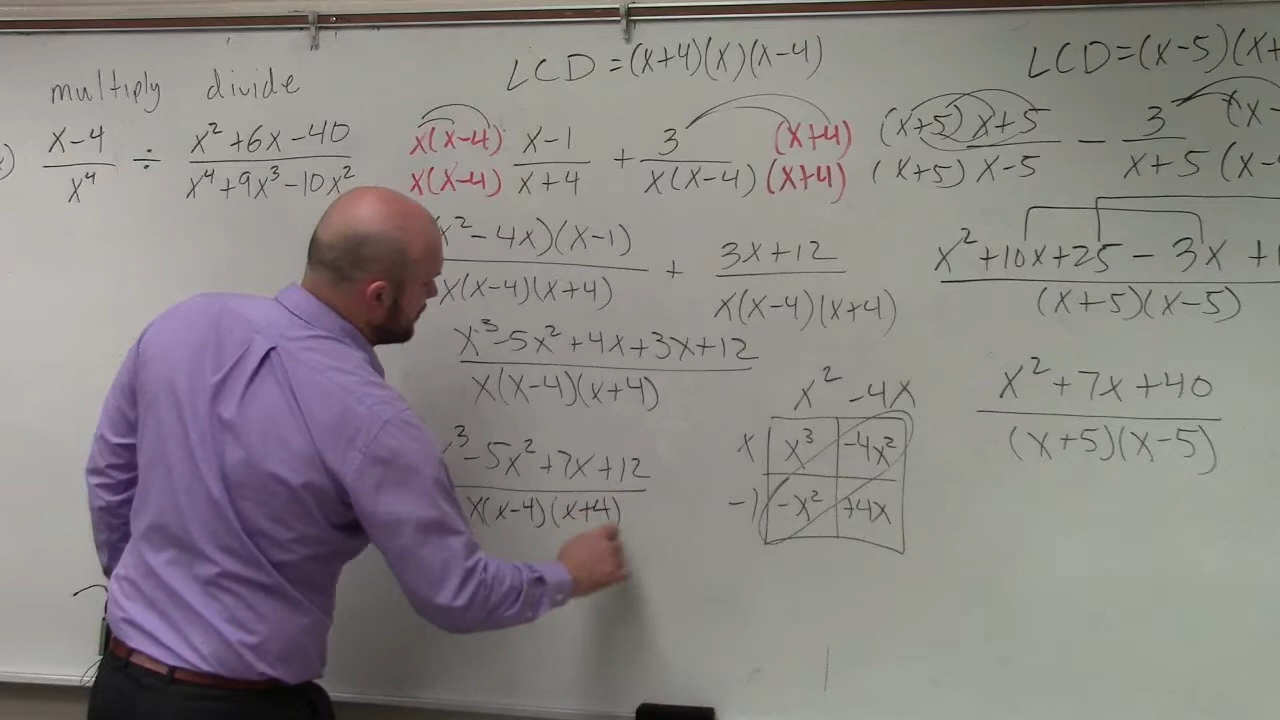 multiply divide
x-4/x⁴ ÷ x²+6x-40/x⁴+9x³-10x²
LCD=(x+4)(x)(x-4)
x(x-4)/x(x-4) x-1/x+4 + 3/x(x-4) (x+4)/(x+4)
x²-4x)(x-1)/x(x-4)(x+4) + 3x+12/x(x-4)(x+4)
x³-5x²+4x+3x+12/x(x-4)(x+4)
³-5x²+7x+12/x(x-4)(x+4)
x² -4x
x x³ -4x²
-1 -x² +4x
LCD=(x-5)(x+
(x+5)/(x+5) x+5/x-5 - 3/x+5 (x-/(x-
x²+10x+25-3x+1/(x+5)(x-5)
x²+7x+40/(x+5)(x-5)